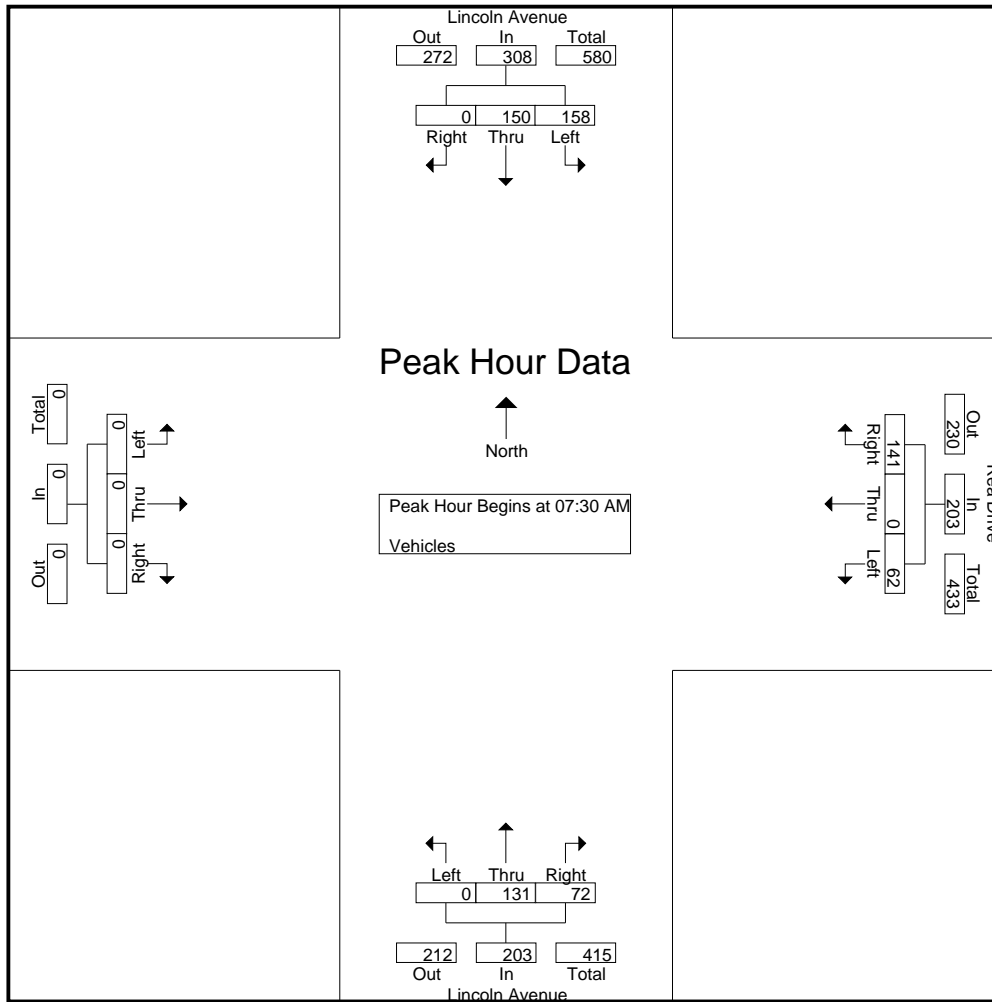 Lincoln Avenue
Out In Total
272 308 580
0 150 158
Right Thru Left
Peak Hour Data
North
Peak Hour Begins at 07:30 AM
Vehicles
Total In Out
0 0 0
0 0 0
Left Thru Right
Rea Drive
Out In Total
230 203 433
141 0 62
Right Thru Left
Left Thru Right
0 131 72
212 203 415
Out In Total
Lincoln Avenue